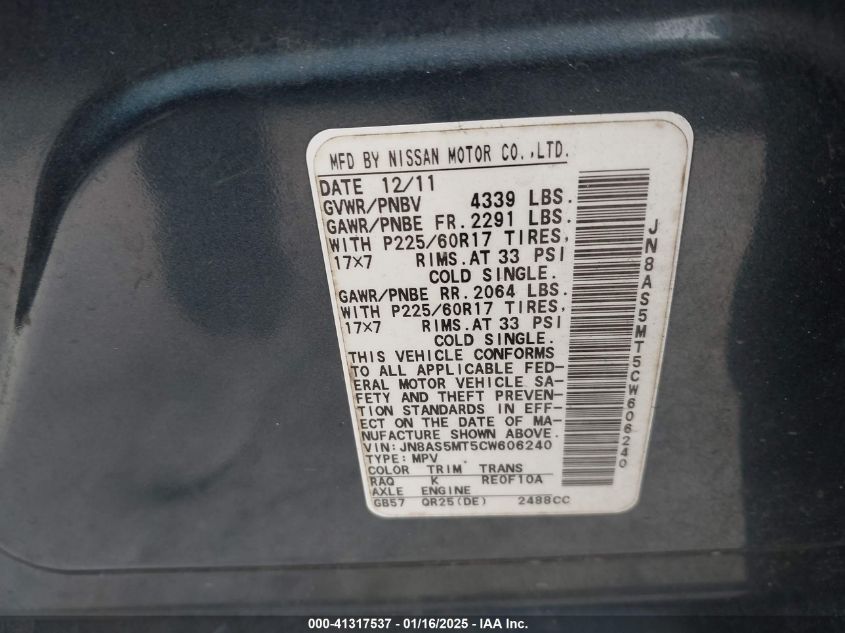 MFD BY NISSAN MOTOR CO.,LTD.
DATE 12/11
GVWR/PNBV 4339 LBS.
GAWR/PNBE FR.2291 LBS.
WITH P225/60R17 TIRES,
17×7 RIMS.AT 33 PSI
COLD SINGLE.
GAWR/PNBE RR.2064 LBS.
WITH P225/60R17 TIRES,
17×7 RIMS.AT 33 PSI
COLD SINGLE.
THIS VEHICLE CONFORMS
TO ALL APPLICABLE FED-
ERAL MOTOR VEHICLE SA-
FETY AND THEFT PREVEN-
TION STANDARDS IN EFF-
ECT ON THE DATE OF MA-
NUFACTURE SHOWN ABOVE.
VIN: JN8AS5MT5CW606240
TYPE: MPV
COLOR TRIM TRANS
RAQ K RE0F10A
AXLE ENGINE
GB57 QR25(DE) 2488CC
JN8AS5MT5CW606240
000-41317537 - 01/16/2025 - IAA Inc.